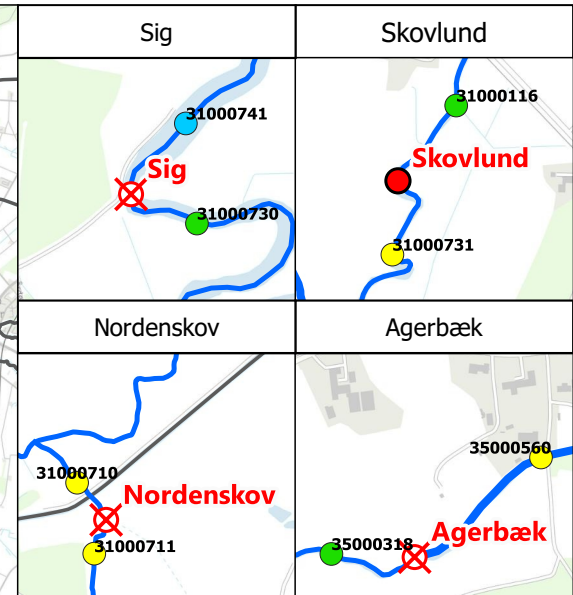 Sig
Skovlund
31000741
Sig
31000730
31000116
Skovlund
31000731
Nordenskov
Agerbæk
31000710
Nordenskov
31000711
35000560
Agerbæk
35000318